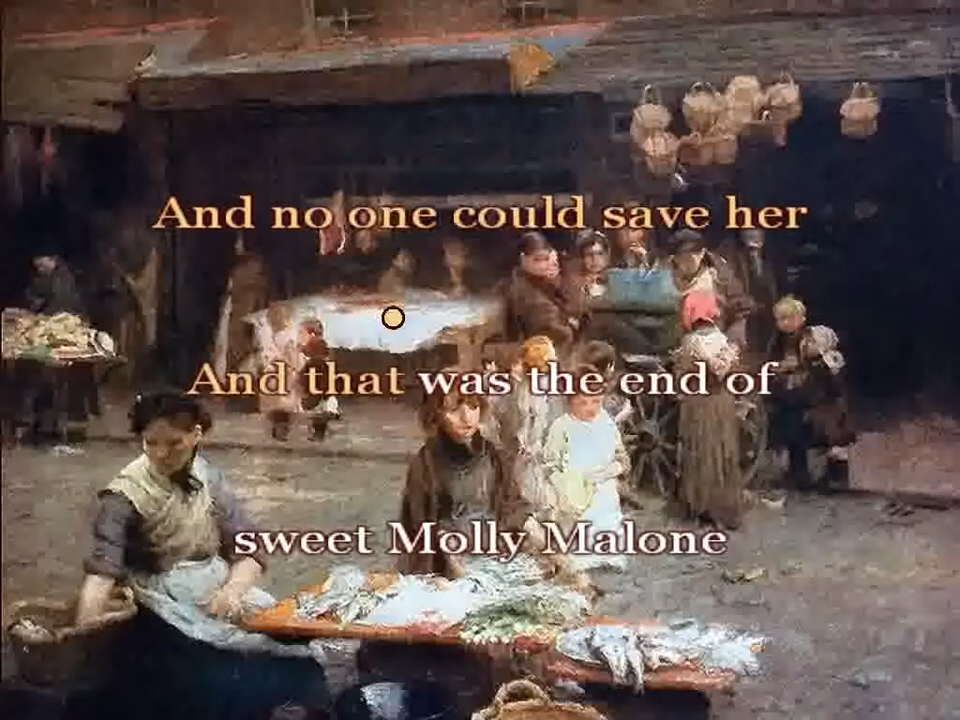 And no one could save her
And that was the end of
sweet Molly Malone